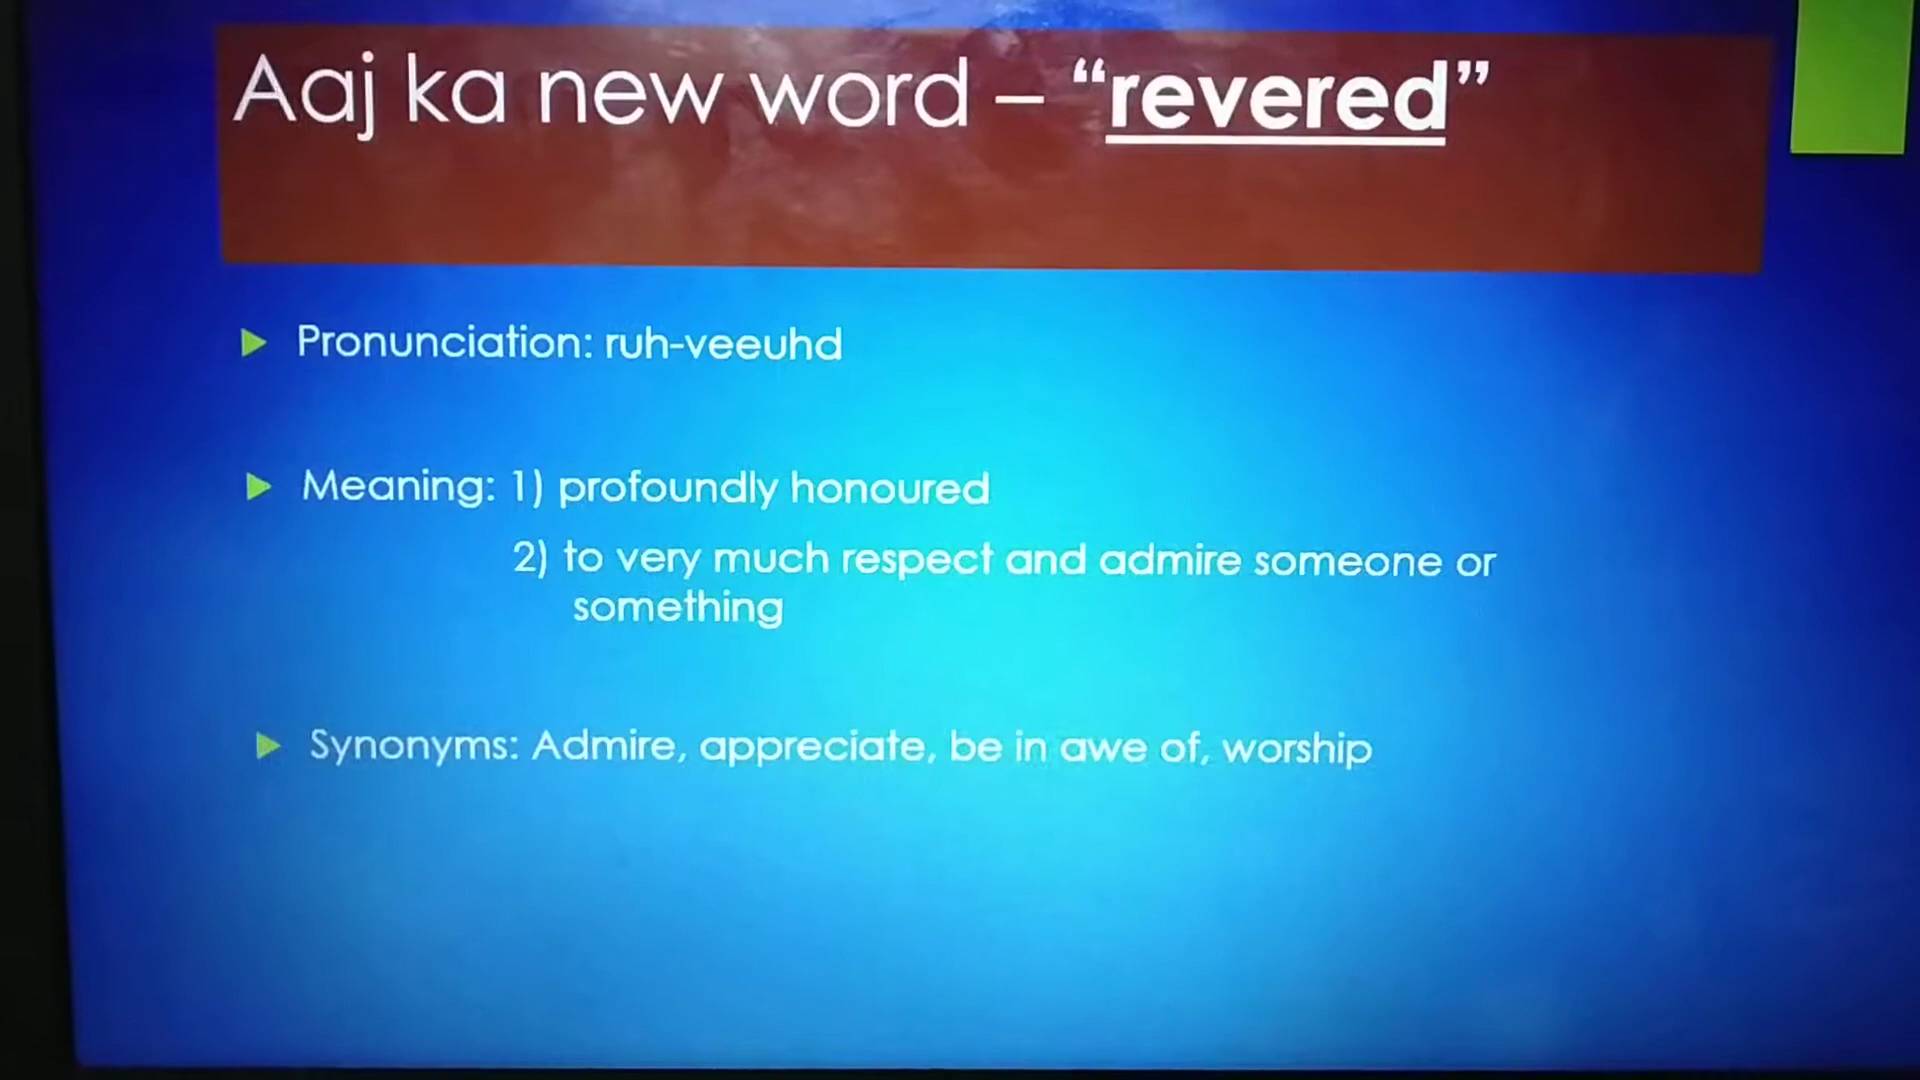 Aaj ka new word – “revered”
Pronunciation: ruh-veeuhd
Meaning: 1) profoundly honoured
2) to very much respect and admire someone or
something
Synonyms: Admire, appreciate, be in awe of, worship